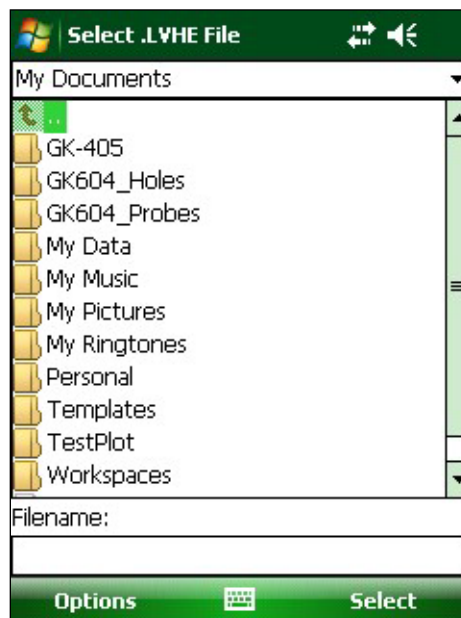 Select .LVHE File
My Documents
..
GK-405
GK604_Holes
GK604_Probes
My Data
My Music
My Pictures
My Ringtones
Personal
Templates
TestPlot
Workspaces
Filename:
Options
Select